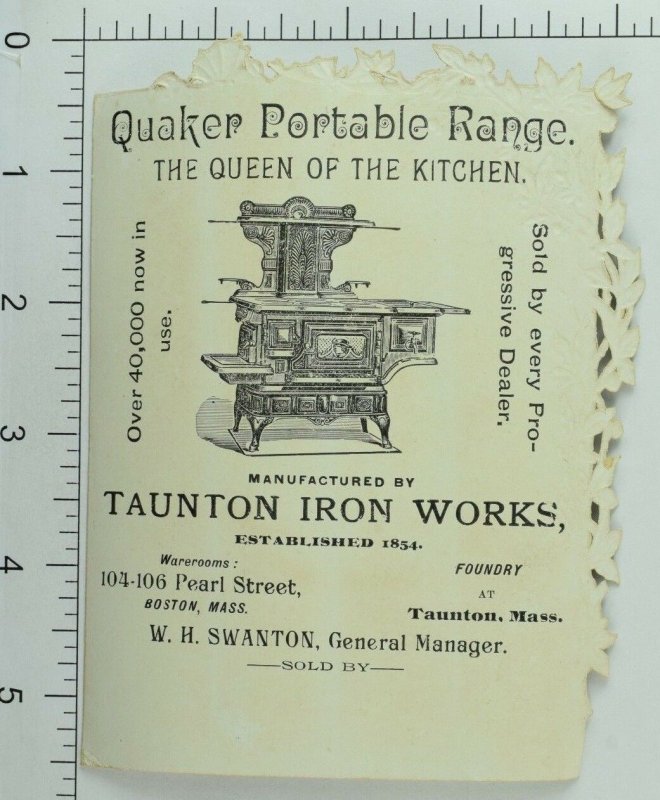 Quaker Portable Range.
THE QUEEN OF THE KITCHEN.
Over 40,000 now in
use.
Sold by every Pro-
gressive Dealer.
MANUFACTURED BY
TAUNTON IRON WORKS,
ESTABLISHED 1854.
Warerooms:
104-106 Pearl Street,
BOSTON, MASS.
FOUNDRY
AT
Taunton, Mass.
W. H. SWANTON, General Manager.
—SOLD BY—
0
1
2
3
4
5